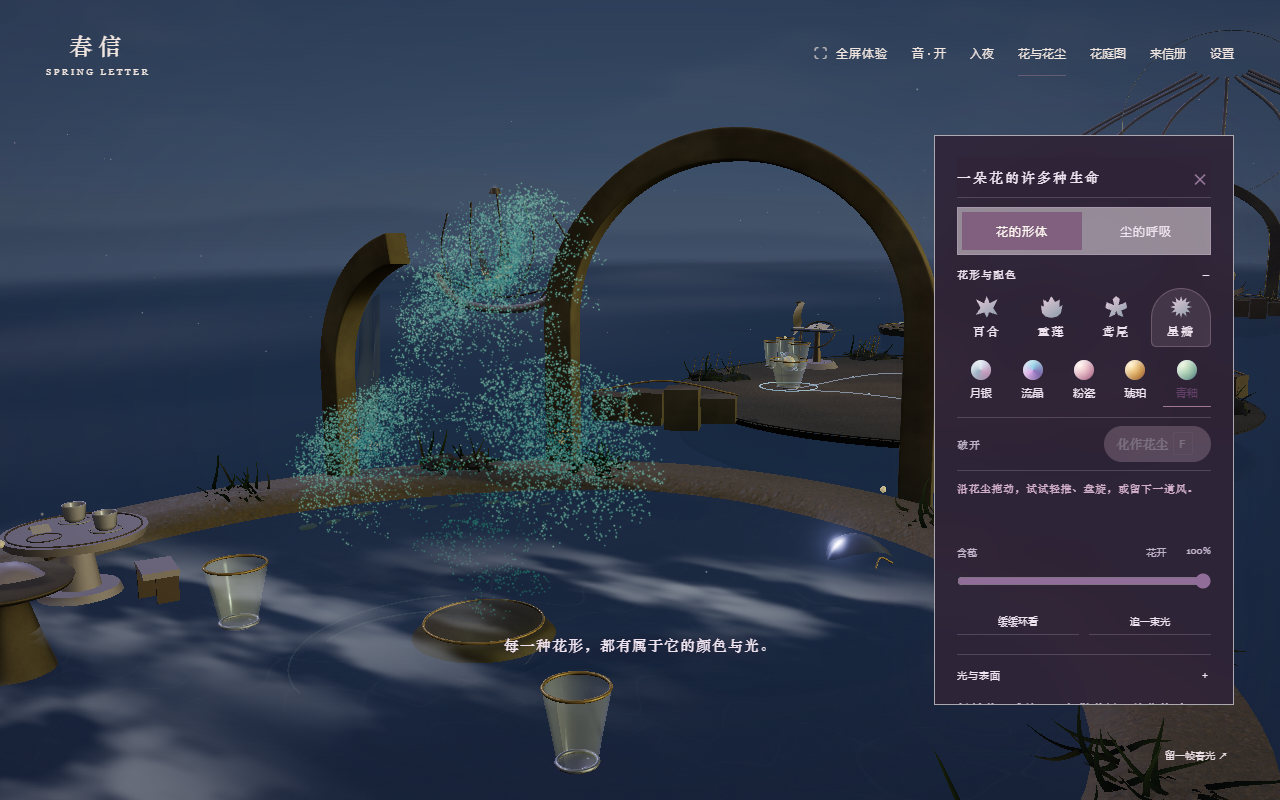 春信
SPRING LETTER
全屏体验 音·开 入夜 花与花尘 花庭图 来信册 设置
一朵花的许多种生命
花的形体 尘的呼吸
花形与配色
百合 重莲 鸢尾 星瓣
月银 流晶 粉瓷 琥珀 青釉
破开 化作花尘 F
沿花尘拖动，试试轻推、盘旋，或留下一道风。
含苞 花开 100%
缓缓环看 追一束光
光与表面
每一种花形，都有属于它的颜色与光。
留一帧春光 ↗